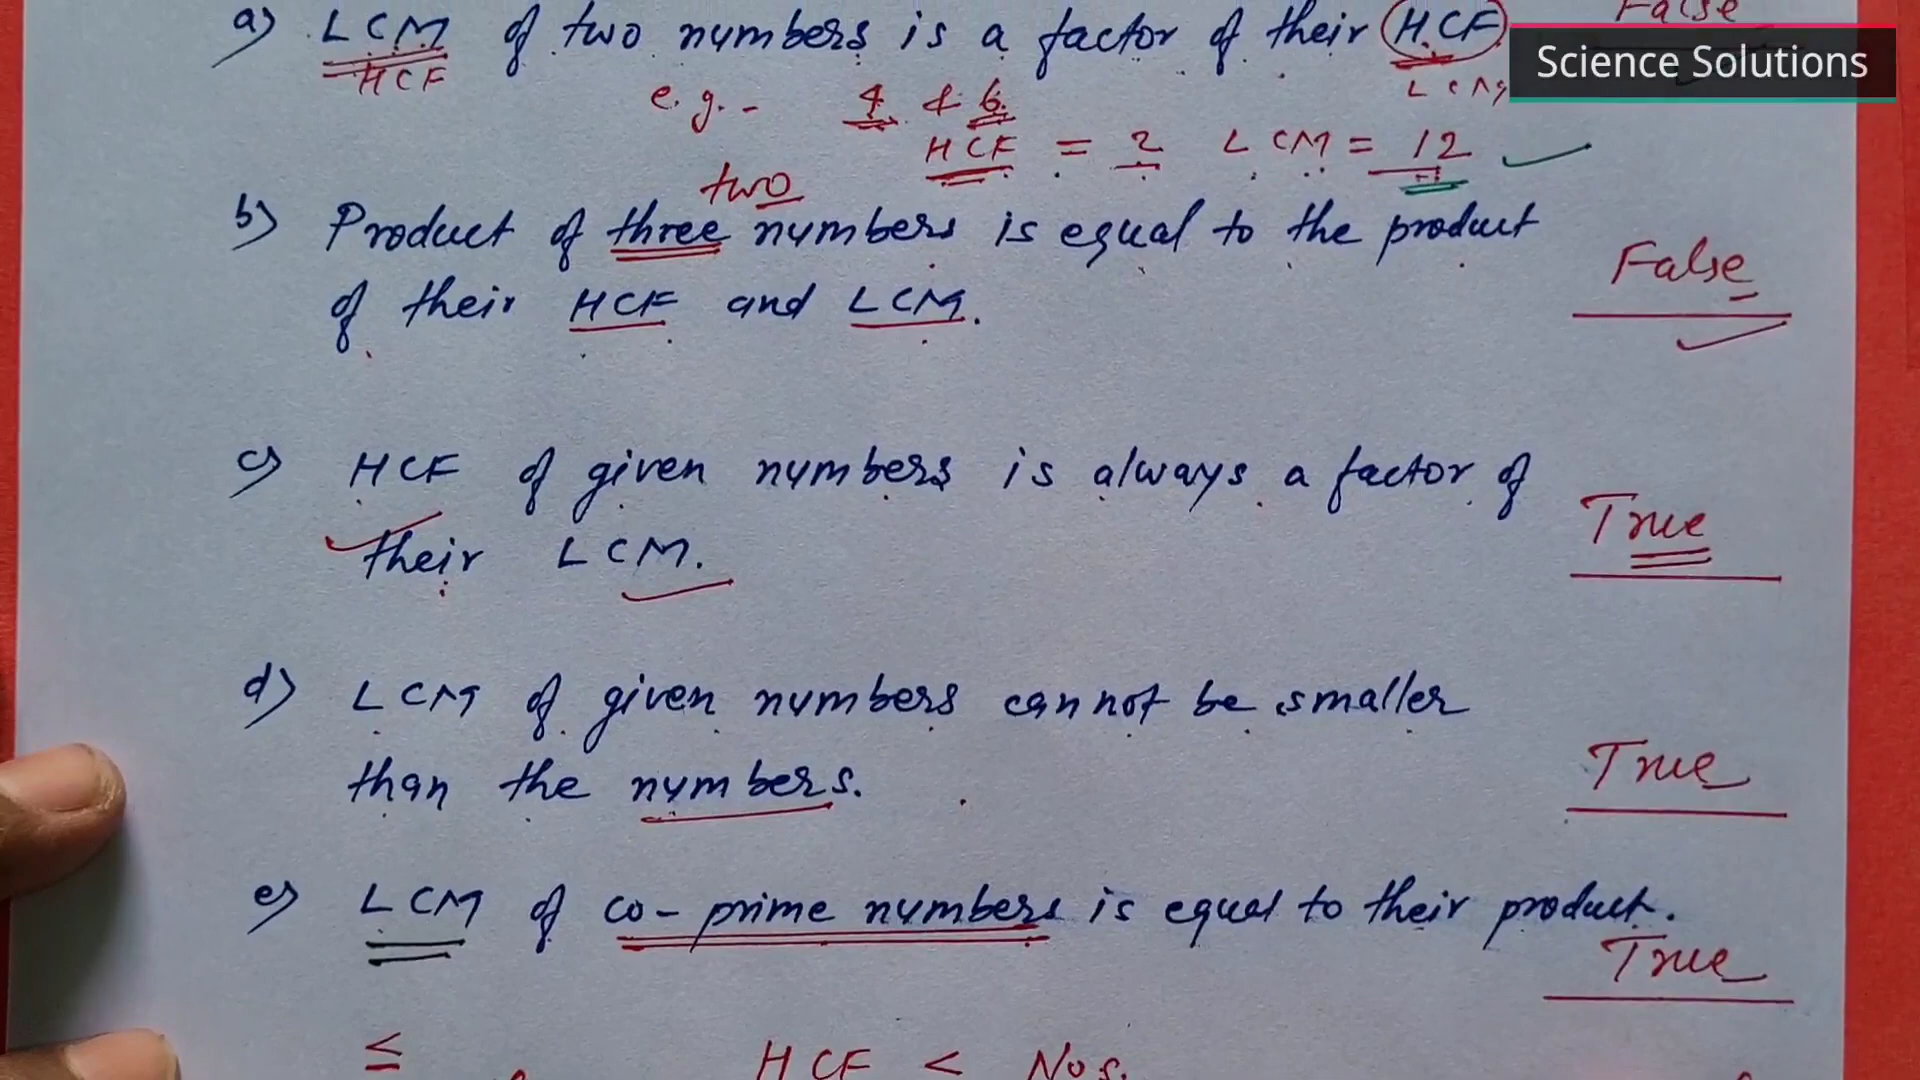 a) LCM of two numbers is a factor of their HCF False
Science Solutions
HCF LCM
e.g.- 4 & 6
HCF = 2 LCM = 12
two
b) Product of three numbers is equal to the product
of their HCF and LCM. False
c) HCF of given numbers is always a factor of
their LCM. True
d) LCM of given numbers cannot be smaller
than the numbers. True
e) LCM of co-prime numbers is equal to their product.
True
≤ HCF < Nos.